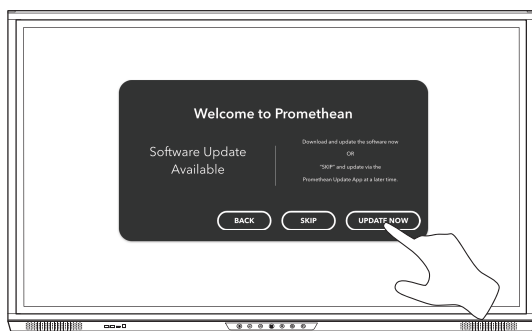 Welcome to Promethean
Software Update
Available
Download and update the software now
OR
"SKIP" and update via the
Promethean Update App at a later time.
BACK
SKIP
UPDATE NOW